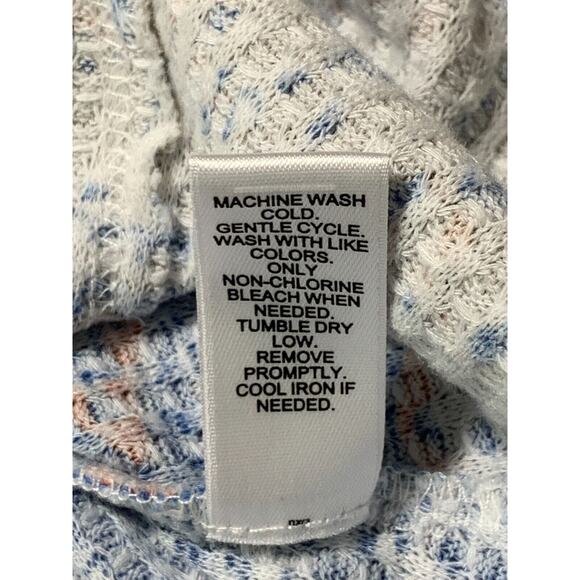 MACHINE WASH
COLD.
GENTLE CYCLE.
WASH WITH LIKE
COLORS.
ONLY
NON-CHLORINE
BLEACH WHEN
NEEDED.
TUMBLE DRY
LOW.
REMOVE
PROMPTLY.
COOL IRON IF
NEEDED.